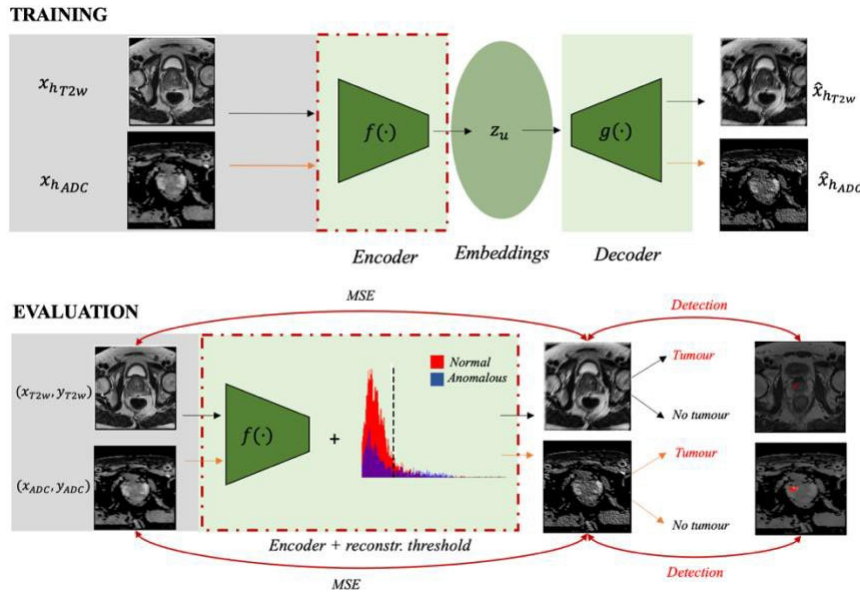 TRAINING
x_{h_{T2w}}
x_{h_{ADC}}
f(·)
z_u
g(·)
x̂_{h_{T2w}}
x̂_{h_{ADC}}
Encoder
Embeddings
Decoder
EVALUATION
MSE
Detection
(x_{T2w}, y_{T2w})
(x_{ADC}, y_{ADC})
f(·)
+
Normal
Anomalous
Tumour
No tumour
Tumour
No tumour
Encoder + reconstr. threshold
MSE
Detection